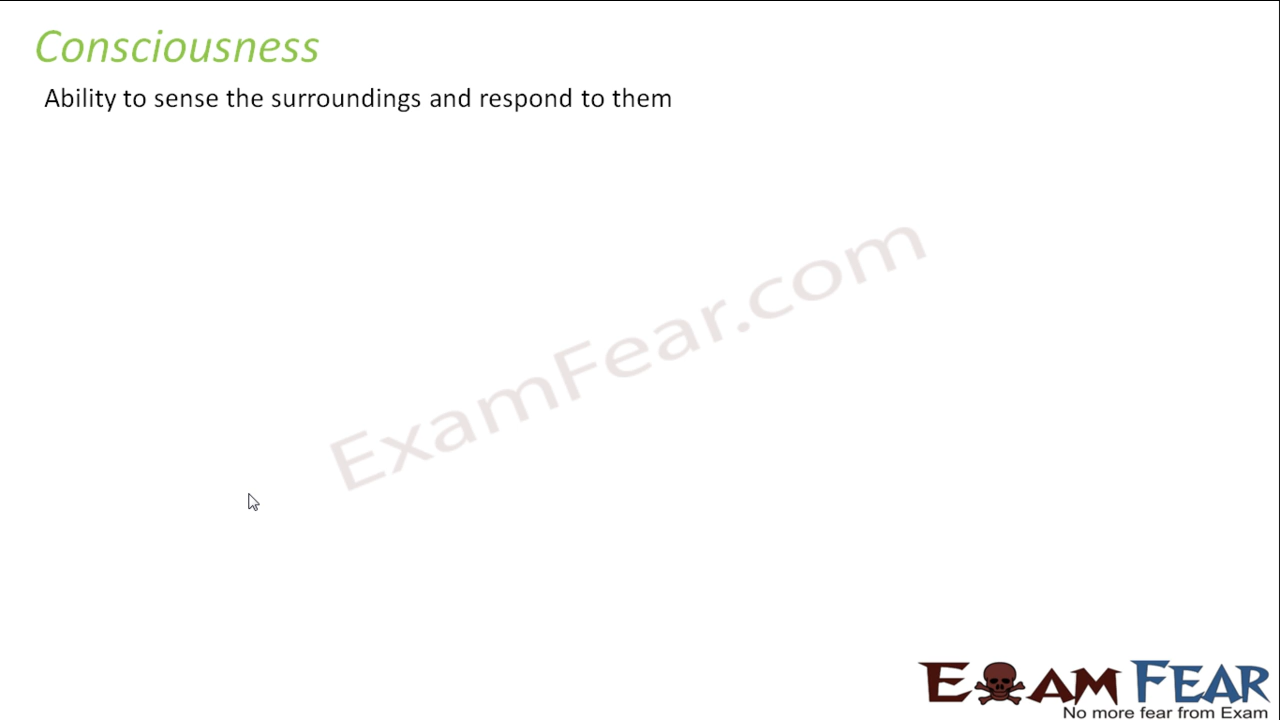 Consciousness
Ability to sense the surroundings and respond to them
ExamFear.com
EXAM FEAR
No more fear from Exam